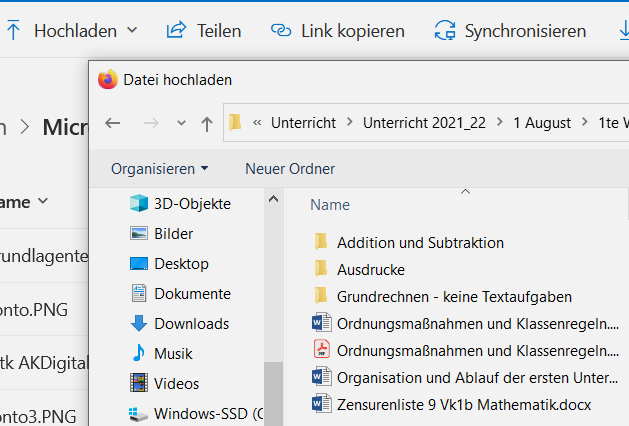 Hochladen Teilen Link kopieren Synchronisieren
Datei hochladen
« Unterricht > Unterricht 2021_22 > 1 August > 1te
> Micr
Organisieren Neuer Ordner
ame
3D-Objekte
Name
Bilder
Addition und Subtraktion
rundlagente
Desktop
Ausdrucke
Dokumente
Grundrechnen - keine Textaufgaben
onto.PNG
Downloads
Ordnungsmaßnahmen und Klassenregeln....
Musik
Ordnungsmaßnahmen und Klassenregeln....
tk AKDigital
Videos
Organisation und Ablauf der ersten Unter...
onto3.PNG
Windows-SSD (C
Zensurenliste 9 Vk1b Mathematik.docx